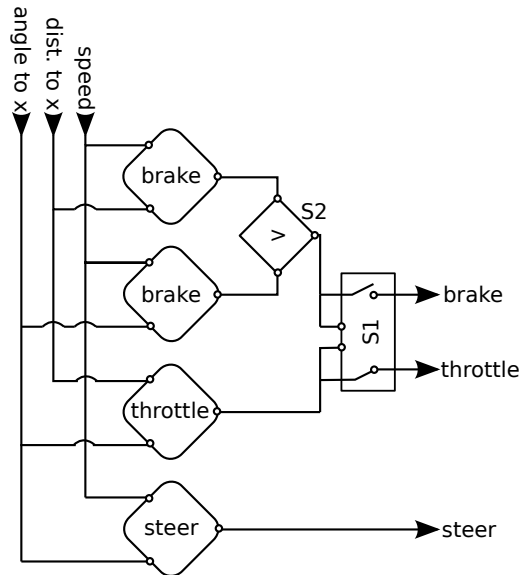 angle to x
dist. to x
speed
brake
S2
>
brake
brake
S1
throttle
throttle
steer
steer